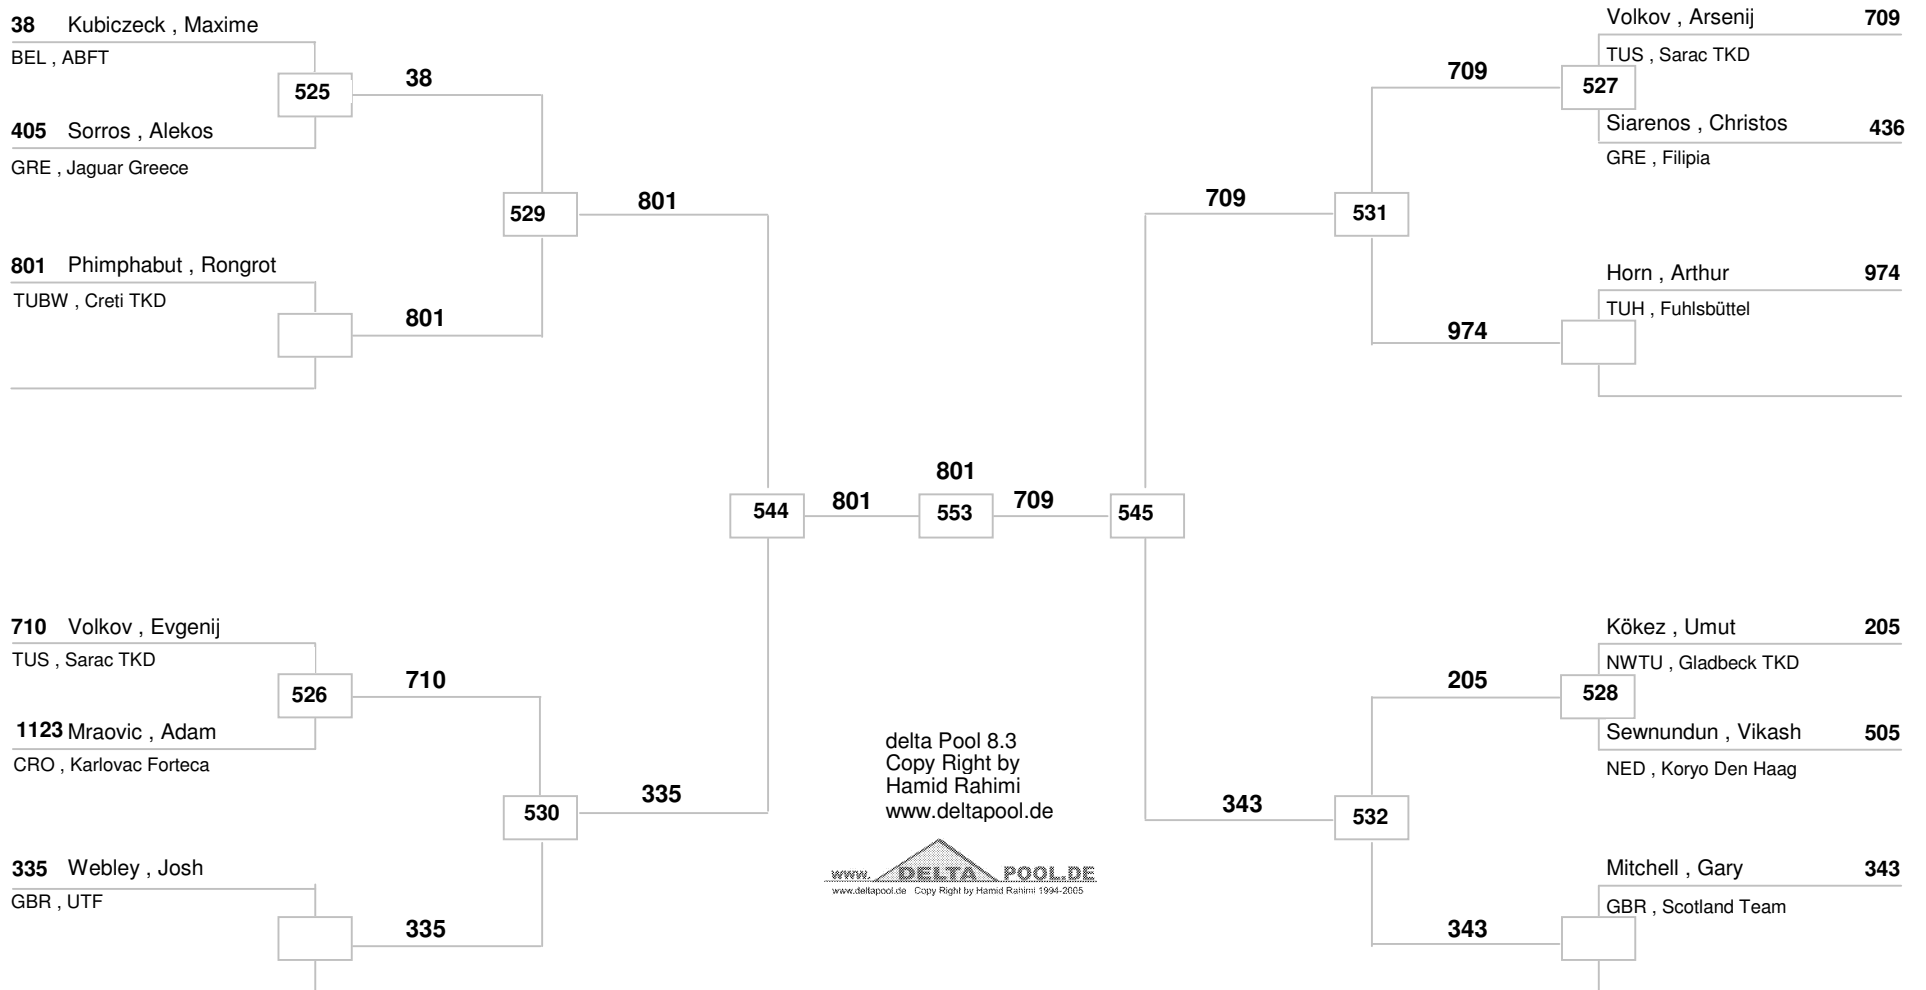 38 Kubiczeck , Maxime
BEL , ABFT
525
38
405 Sorros , Alekos
GRE , Jaguar Greece
529
801
801 Phimphabut , Rongrot
TUBW , Creti TKD
801
544
801
801
553
709
545
710 Volkov , Evgenij
TUS , Sarac TKD
526
710
1123 Mraovic , Adam
CRO , Karlovac Forteca
530
335
335 Webley , Josh
GBR , UTF
335
delta Pool 8.3
Copy Right by
Hamid Rahimi
www.deltapool.de
www. DELTA POOL.DE
www.deltapool.de Copy Right by Hamid Rahimi 1994-2005
Volkov , Arsenij 709
TUS , Sarac TKD
709
527
Siarenos , Christos 436
GRE , Filipia
709
531
Horn , Arthur 974
TUH , Fuhlsbüttel
974
Kökez , Umut 205
NWTU , Gladbeck TKD
205
528
Sewnundun , Vikash 505
NED , Koryo Den Haag
343
532
Mitchell , Gary 343
GBR , Scotland Team
343